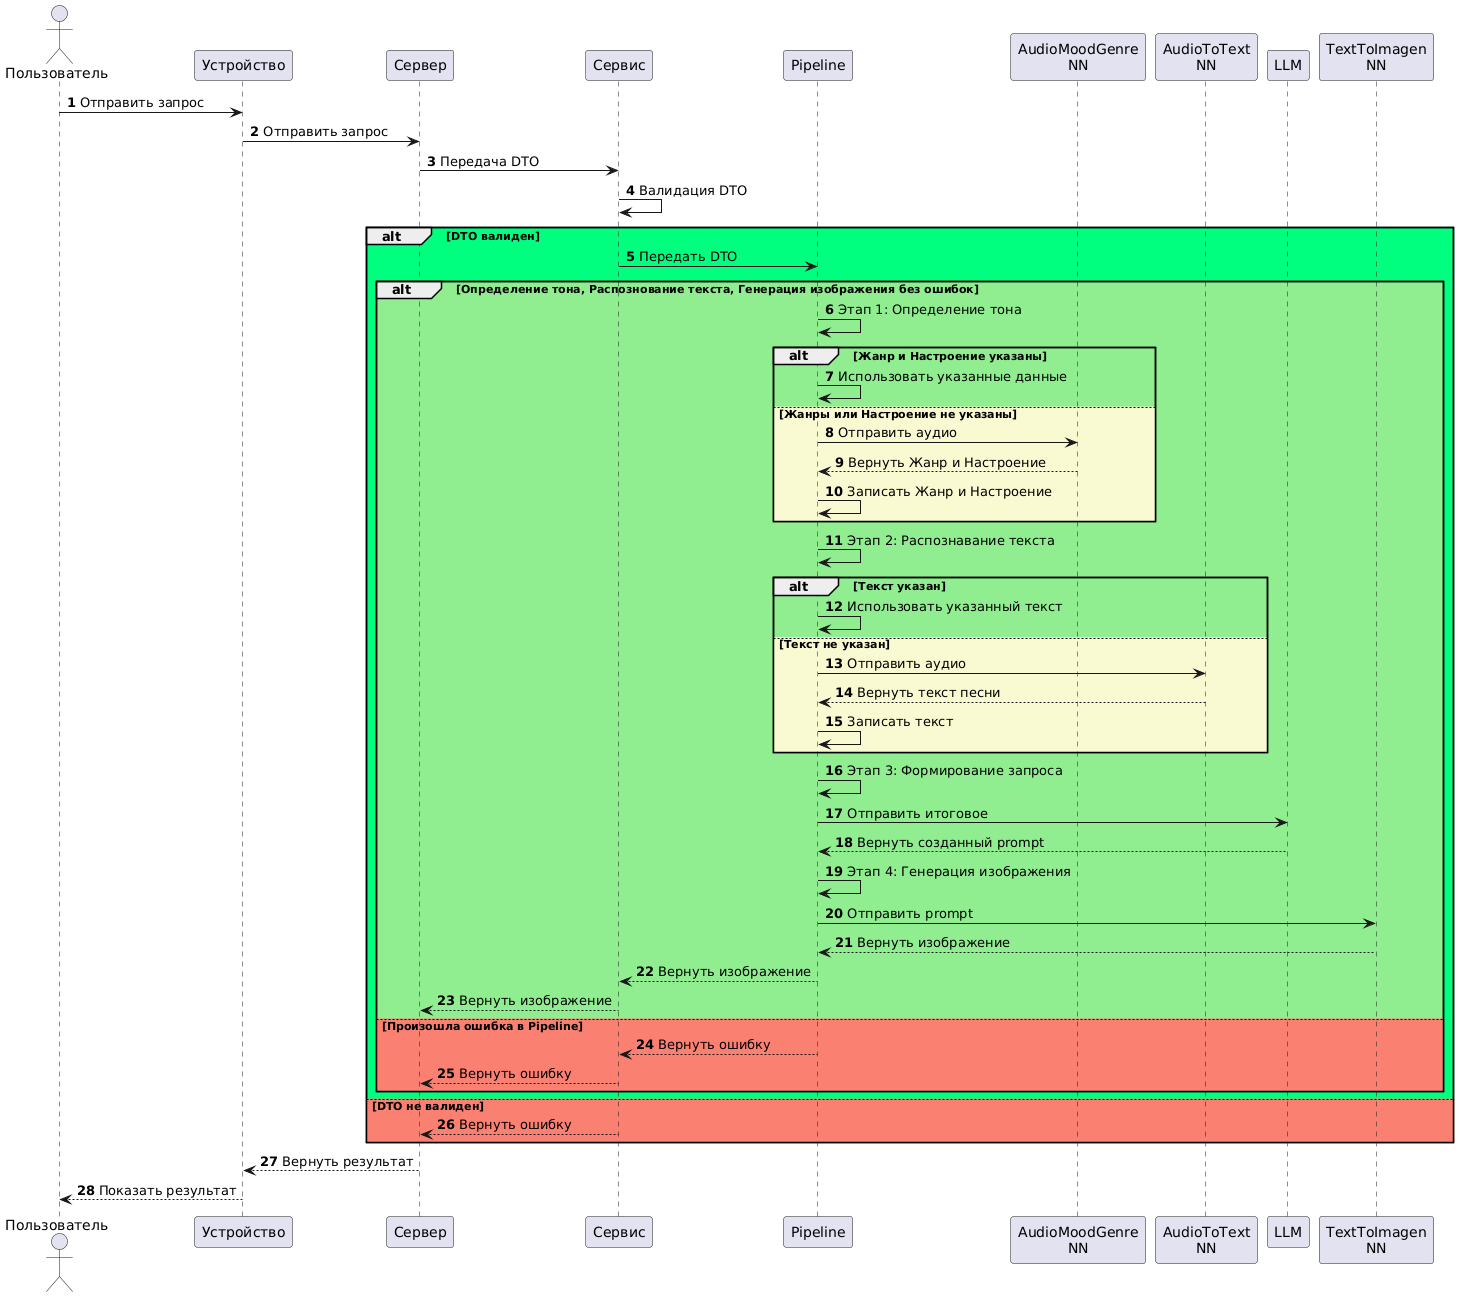 Пользователь
Устройство
Сервер
Сервис
Pipeline
AudioMoodGenre
NN
AudioToText
NN
LLM
TextToImagen
NN
1 Отправить запрос
2 Отправить запрос
3 Передача DTO
4 Валидация DTO
alt [DTO валиден]
5 Передать DTO
alt [Определение тона, Распознование текста, Генерация изображения без ошибок]
6 Этап 1: Определение тона
alt [Жанр и Настроение указаны]
7 Использовать указанные данные
[Жанры или Настроение не указаны]
8 Отправить аудио
9 Вернуть Жанр и Настроение
10 Записать Жанр и Настроение
11 Этап 2: Распознавание текста
alt [Текст указан]
12 Использовать указанный текст
[Текст не указан]
13 Отправить аудио
14 Вернуть текст песни
15 Записать текст
16 Этап 3: Формирование запроса
17 Отправить итоговое
18 Вернуть созданный prompt
19 Этап 4: Генерация изображения
20 Отправить prompt
21 Вернуть изображение
22 Вернуть изображение
23 Вернуть изображение
[Произошла ошибка в Pipeline]
24 Вернуть ошибку
25 Вернуть ошибку
[DTO не валиден]
26 Вернуть ошибку
27 Вернуть результат
28 Показать результат
Пользователь
Устройство
Сервер
Сервис
Pipeline
AudioMoodGenre
NN
AudioToText
NN
LLM
TextToImagen
NN